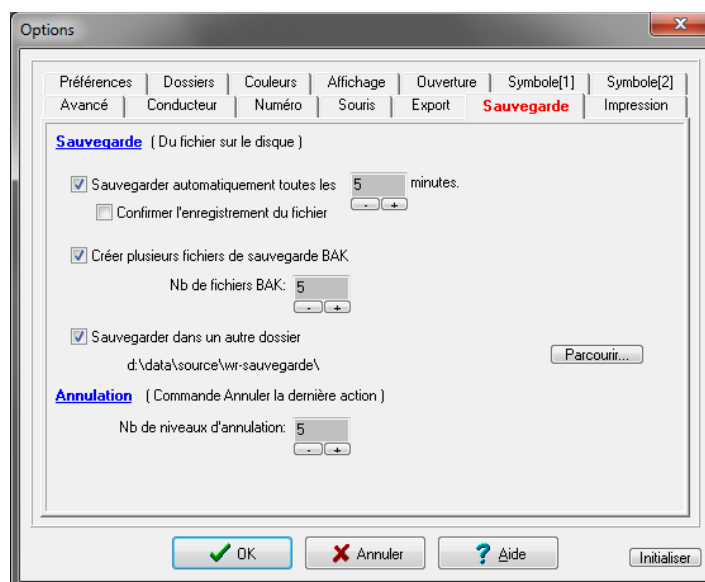 Options
Préférences Dossiers Couleurs Affichage Ouverture Symbole[1] Symbole[2]
Avancé Conducteur Numéro Souris Export Sauvegarde Impression
Sauvegarde ( Du fichier sur le disque )
Sauvegarder automatiquement toutes les 5 minutes.
- +
Confirmer l'enregistrement du fichier
Créer plusieurs fichiers de sauvegarde BAK
Nb de fichiers BAK: 5
- +
Sauvegarder dans un autre dossier
Parcourir...
d:\data\source\wr-sauvegarde\
Annulation ( Commande Annuler la dernière action )
Nb de niveaux d'annulation: 5
- +
OK Annuler ? Aide Initialiser